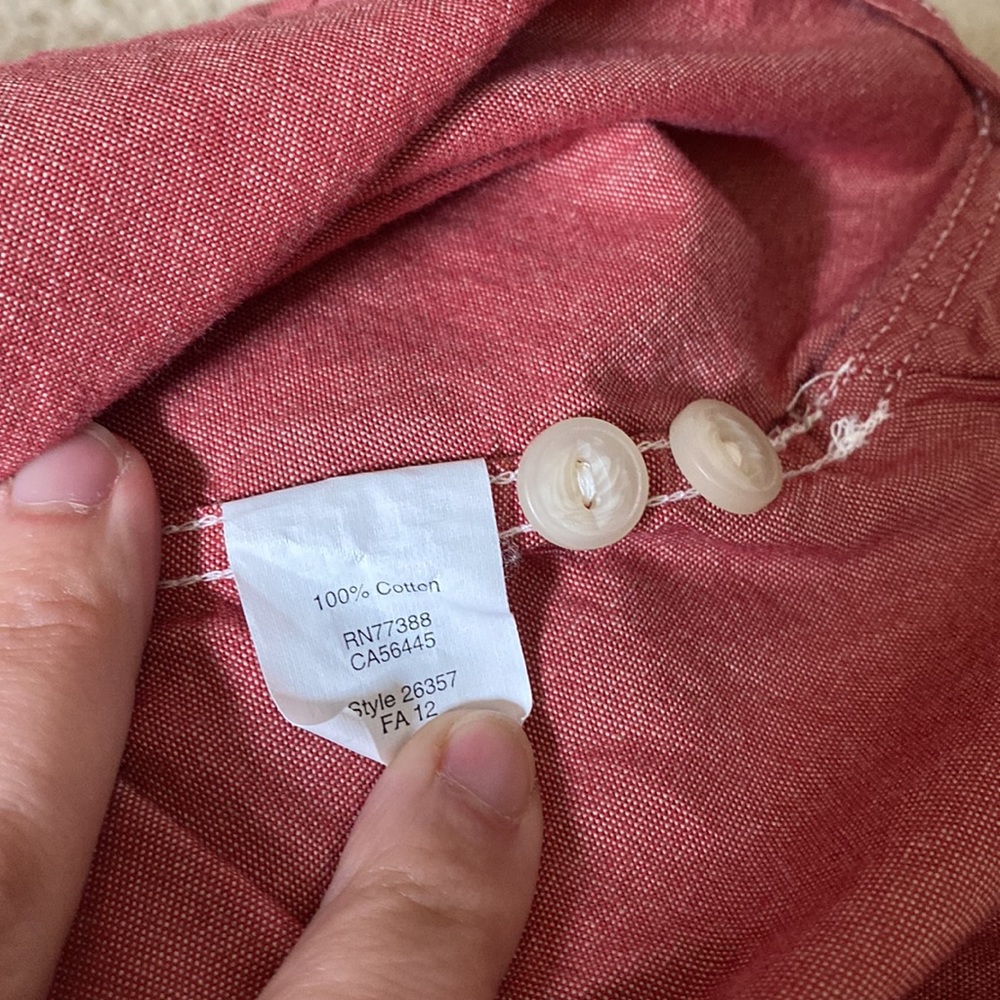 100% Cotton
RN77388
CA56445
Style 26357
FA 12